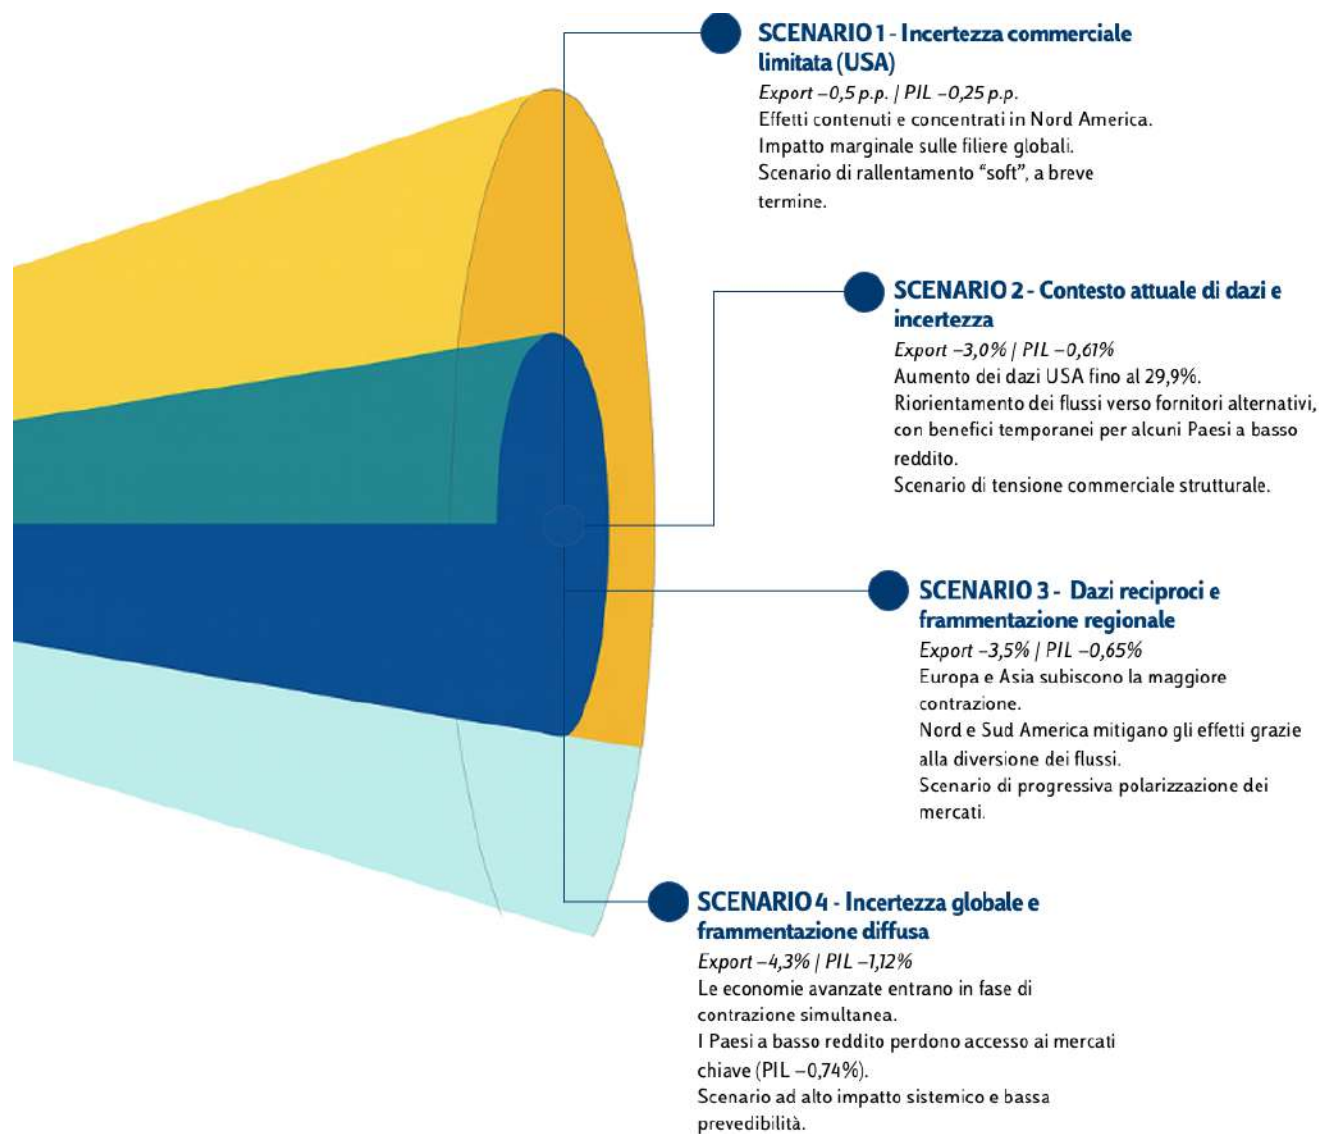 SCENARIO 1 - Incertezza commerciale
limitata (USA)
Export –0,5 p.p. | PIL –0,25 p.p.
Effetti contenuti e concentrati in Nord America.
Impatto marginale sulle filiere globali.
Scenario di rallentamento “soft”, a breve
termine.
SCENARIO 2 - Contesto attuale di dazi e
incertezza
Export –3,0% | PIL –0,61%
Aumento dei dazi USA fino al 29,9%.
Riorientamento dei flussi verso fornitori alternativi,
con benefici temporanei per alcuni Paesi a basso
reddito.
Scenario di tensione commerciale strutturale.
SCENARIO 3 - Dazi reciproci e
frammentazione regionale
Export –3,5% | PIL –0,65%
Europa e Asia subiscono la maggiore
contrazione.
Nord e Sud America mitigano gli effetti grazie
alla diversione dei flussi.
Scenario di progressiva polarizzazione dei
mercati.
SCENARIO 4 - Incertezza globale e
frammentazione diffusa
Export –4,3% | PIL –1,12%
Le economie avanzate entrano in fase di
contrazione simultanea.
I Paesi a basso reddito perdono accesso ai mercati
chiave (PIL –0,74%).
Scenario ad alto impatto sistemico e bassa
prevedibilità.